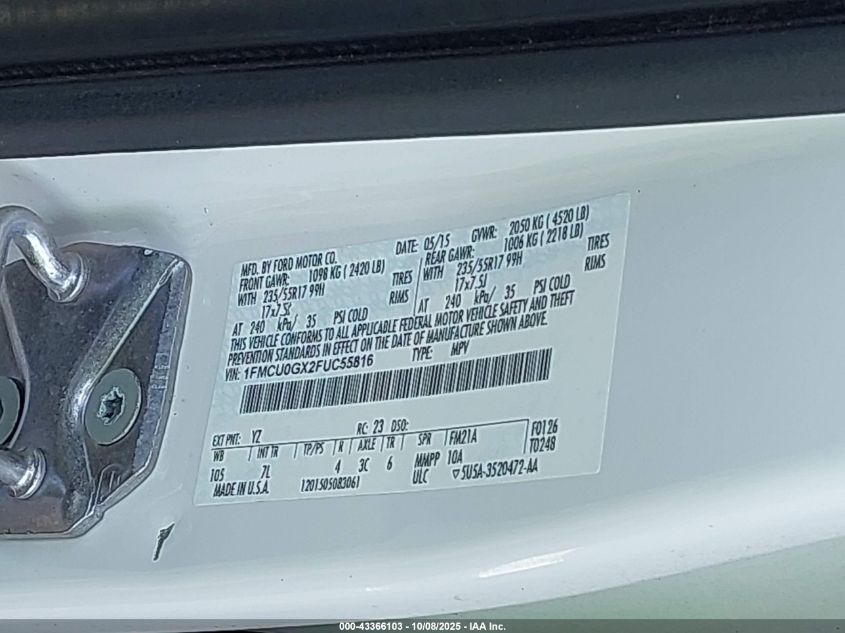 MFD. BY FORD MOTOR CO.
DATE: 05/15 GVWR: 2050 KG ( 4520 LB)
FRONT GAWR: 1098 KG ( 2420 LB) REAR GAWR: 1006 KG ( 2218 LB)
WITH 235/55R17 99H TIRES WITH 235/55R17 99H TIRES
17x7.5J RIMS 17x7.5J RIMS
AT 240 kPa/ 35 PSI COLD AT 240 kPa/ 35 PSI COLD
THIS VEHICLE CONFORMS TO ALL APPLICABLE FEDERAL MOTOR VEHICLE SAFETY AND THEFT
PREVENTION STANDARDS IN EFFECT ON THE DATE OF MANUFACTURE SHOWN ABOVE.
VIN: 1FMCU0GX2FUC55816 TYPE: MPV
EXT PNT: YZ RC: 23 DSO: F0126
WB INT TR TP/PS R AXLE TR SPR FM21A T0248
105 7L 4 3C 6 MMPP 10A
MADE IN U.S.A. 1201505083061 ULC ▽5USA-3520472-AA
000-43366103 - 10/08/2025 - IAA Inc.